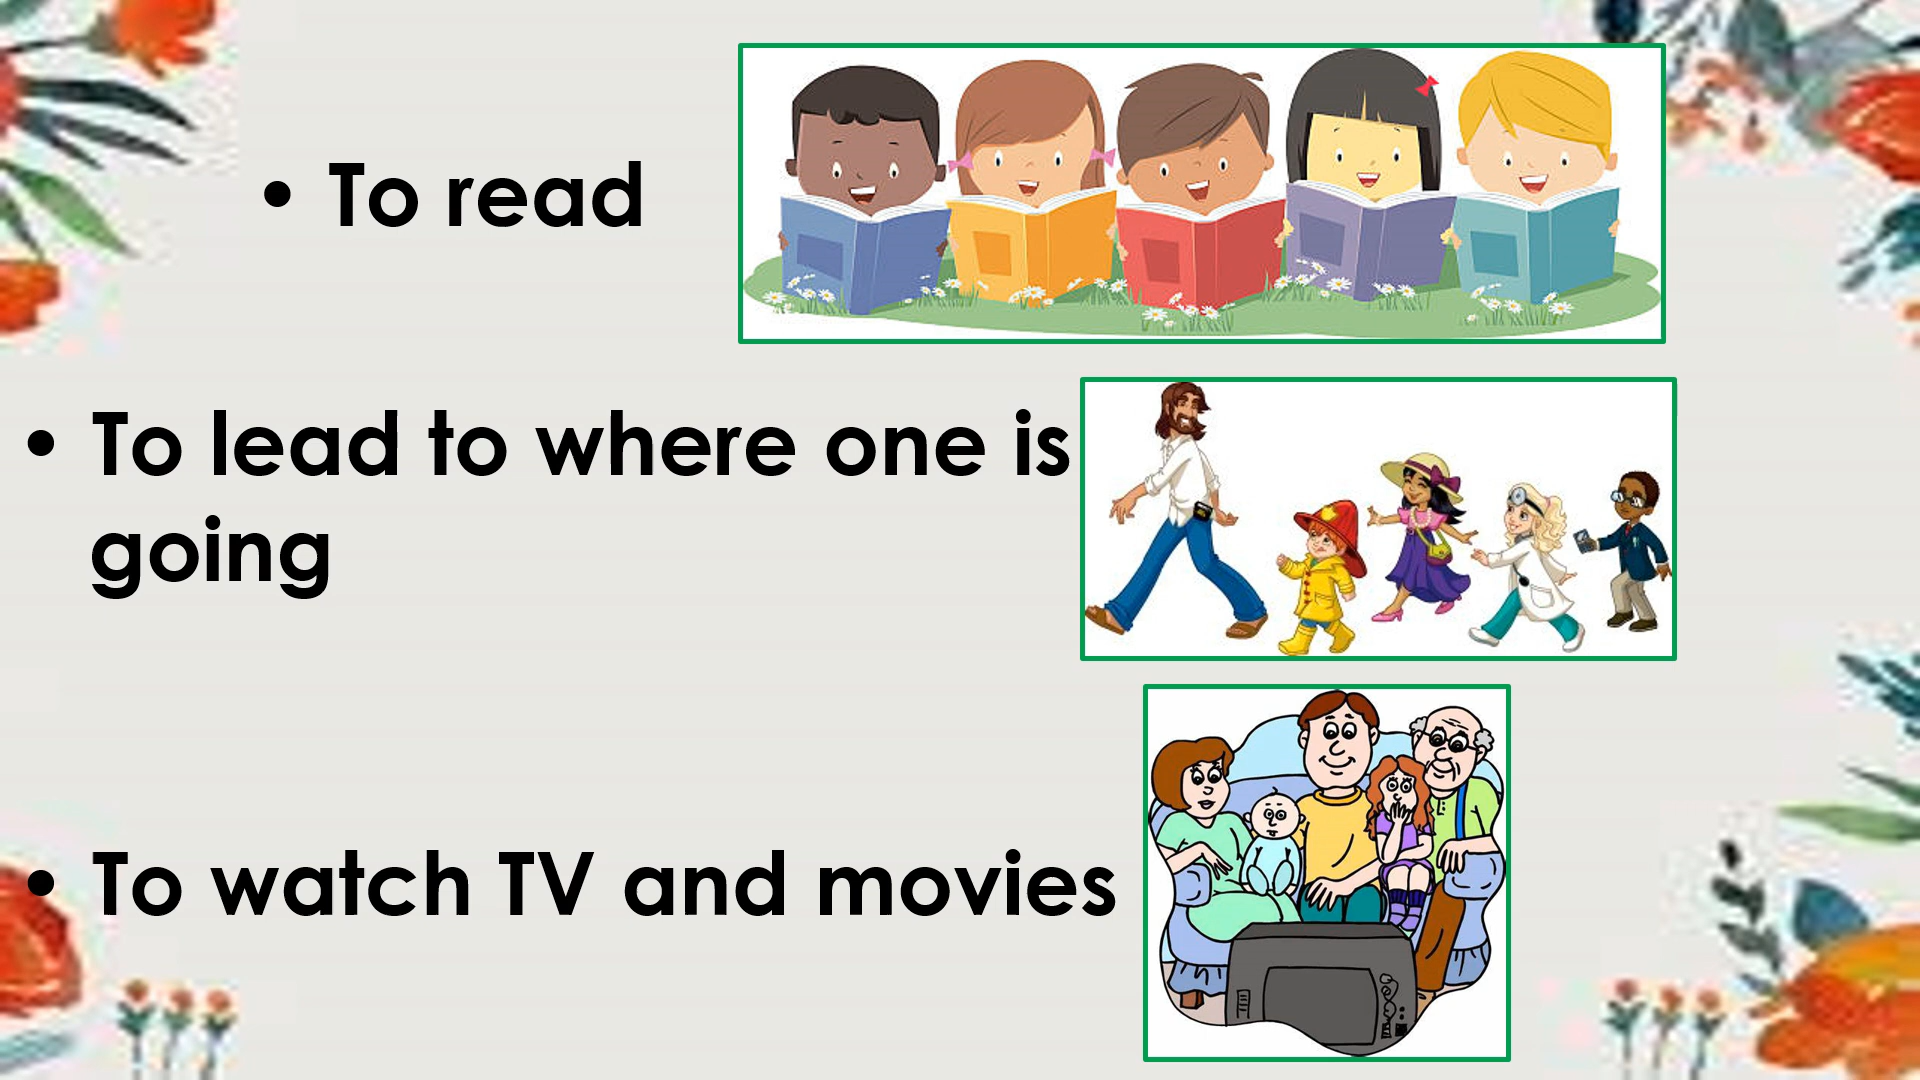 • To read
• To lead to where one is
going
• To watch TV and movies